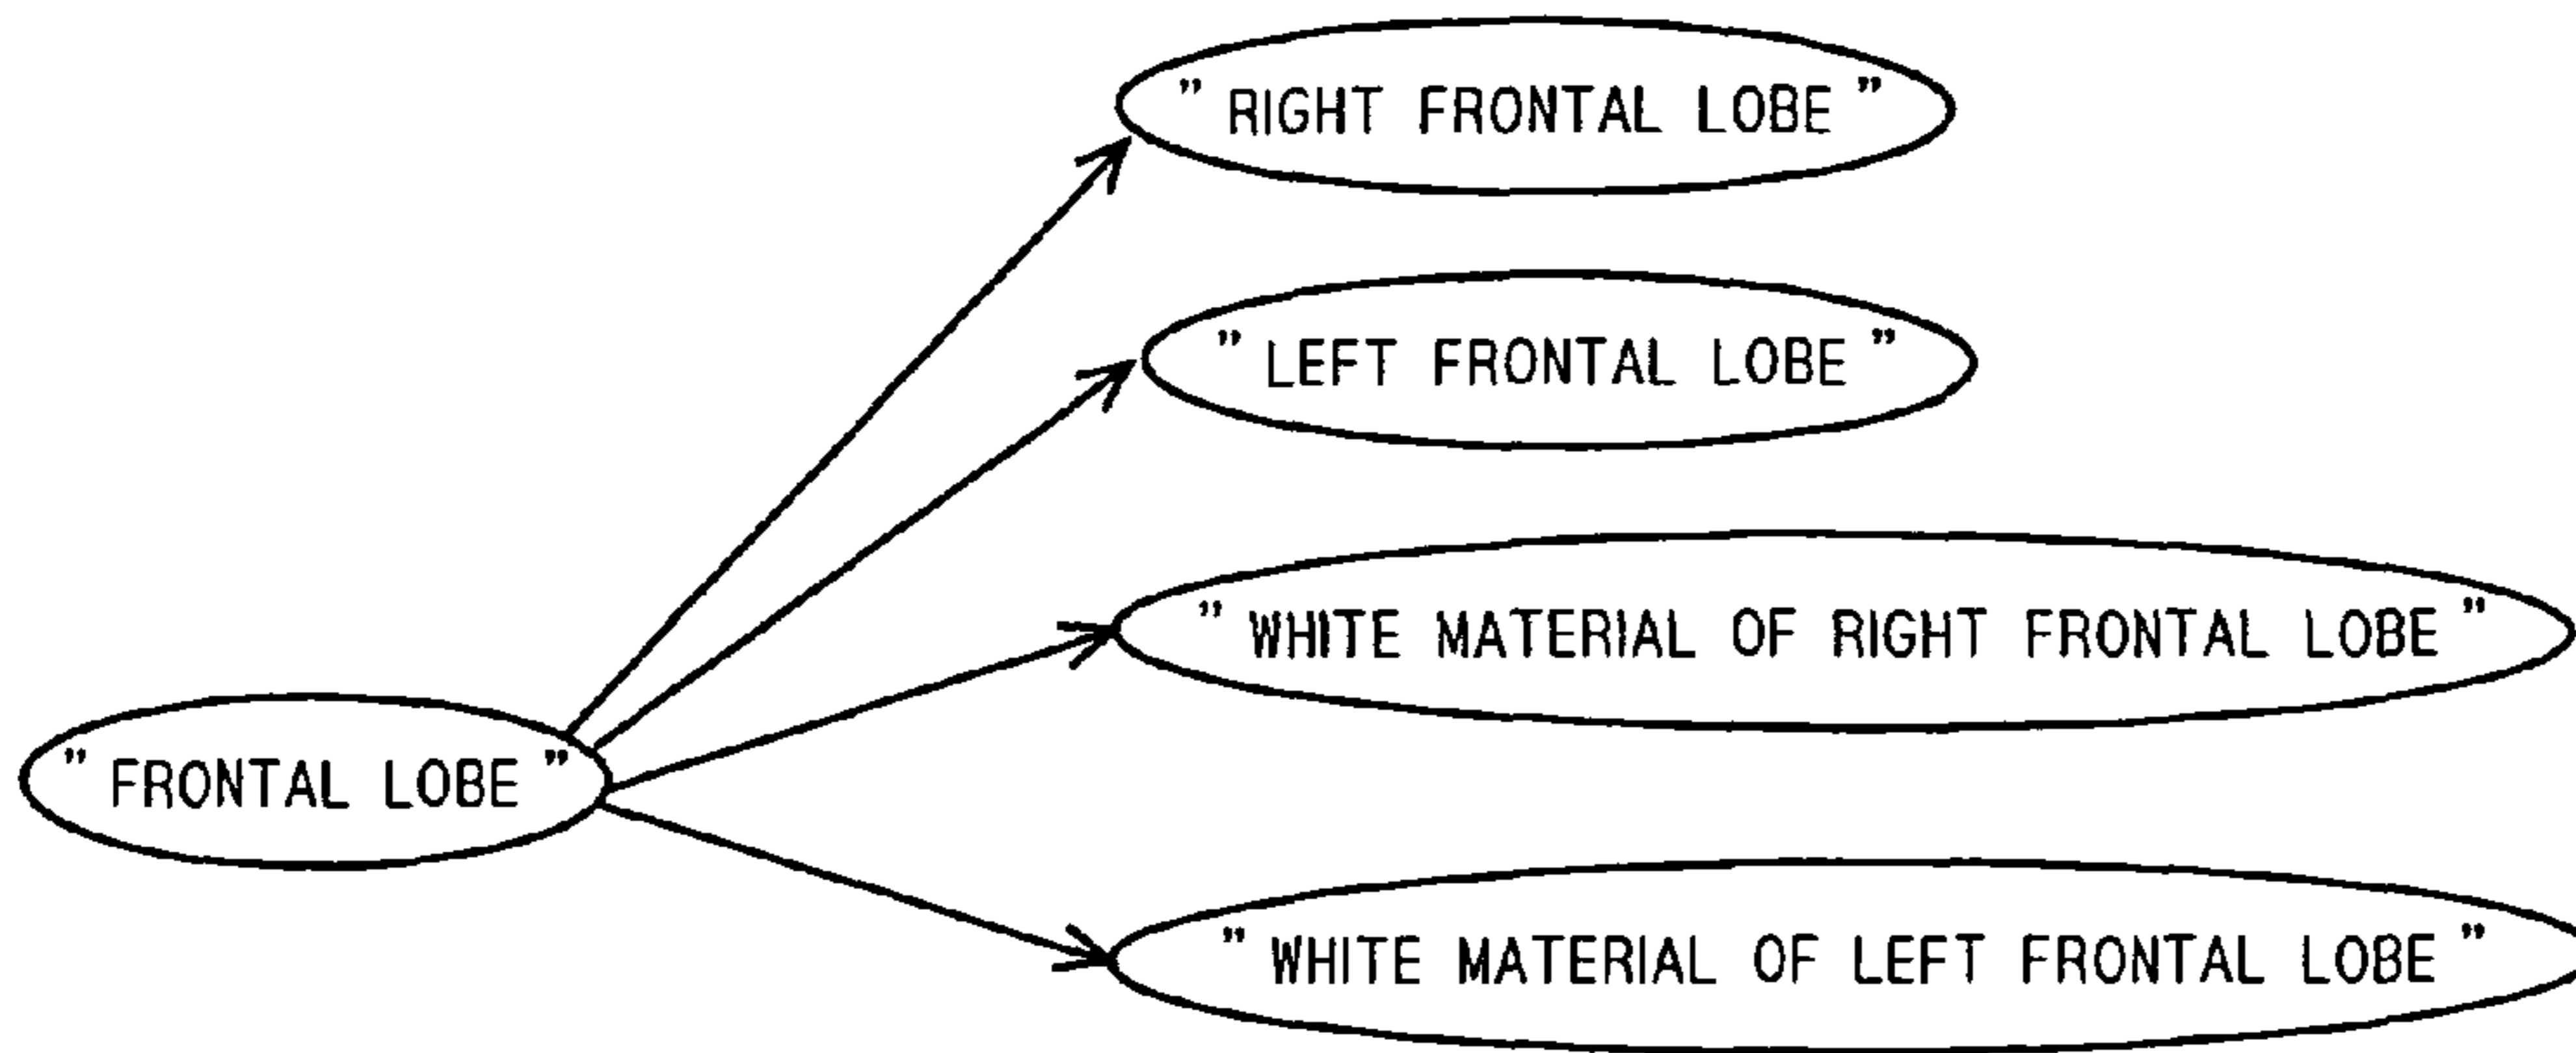 " RIGHT FRONTAL LOBE "
" LEFT FRONTAL LOBE "
" WHITE MATERIAL OF RIGHT FRONTAL LOBE "
" FRONTAL LOBE "
" WHITE MATERIAL OF LEFT FRONTAL LOBE "